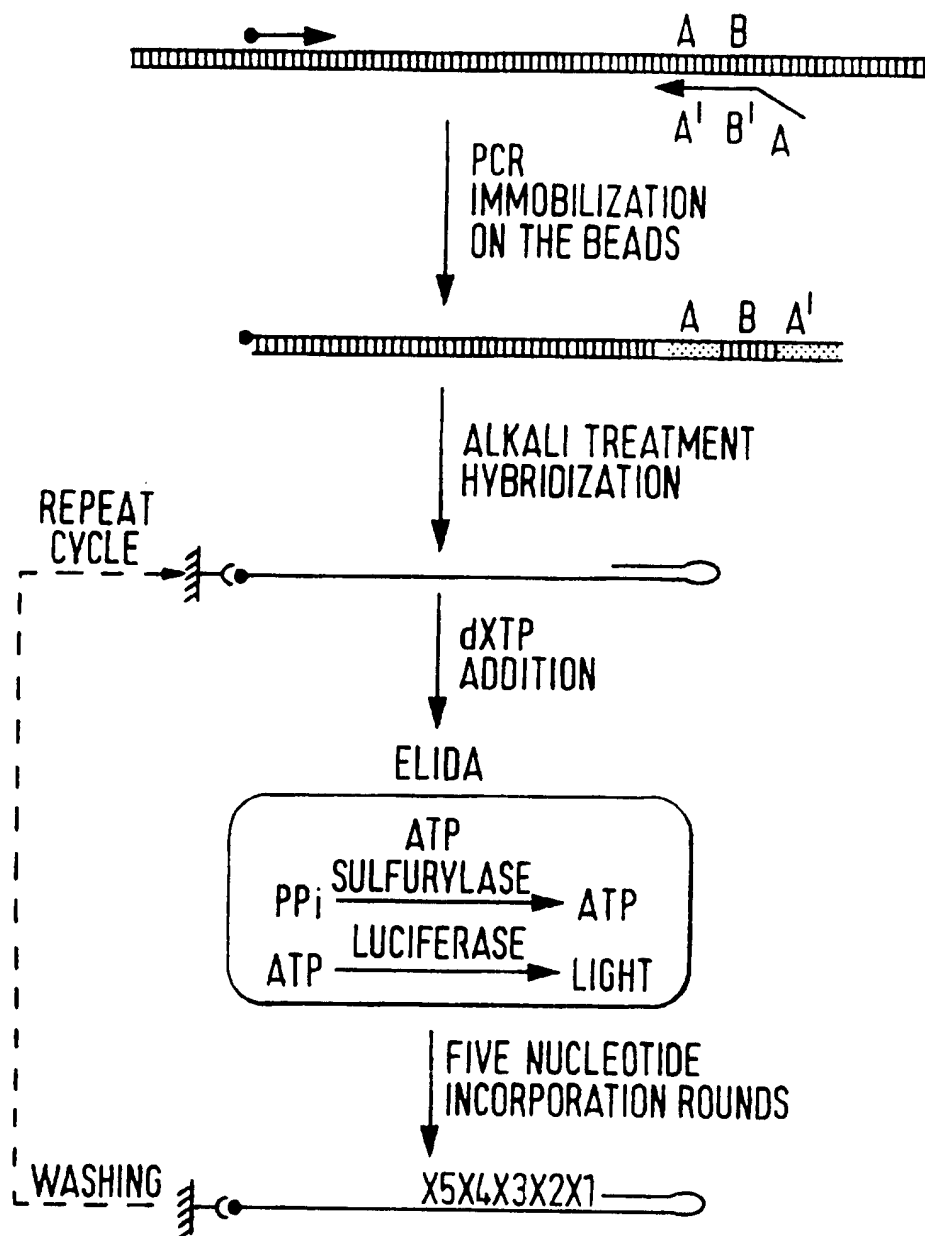 A B
A' B' A
PCR
IMMOBILIZATION
ON THE BEADS
A B A'
ALKALI TREATMENT
HYBRIDIZATION
REPEAT
CYCLE
dXTP
ADDITION
ELIDA
ATP
SULFURYLASE
PPi ATP
LUCIFERASE
ATP LIGHT
FIVE NUCLEOTIDE
INCORPORATION ROUNDS
WASHING
X5X4X3X2X1